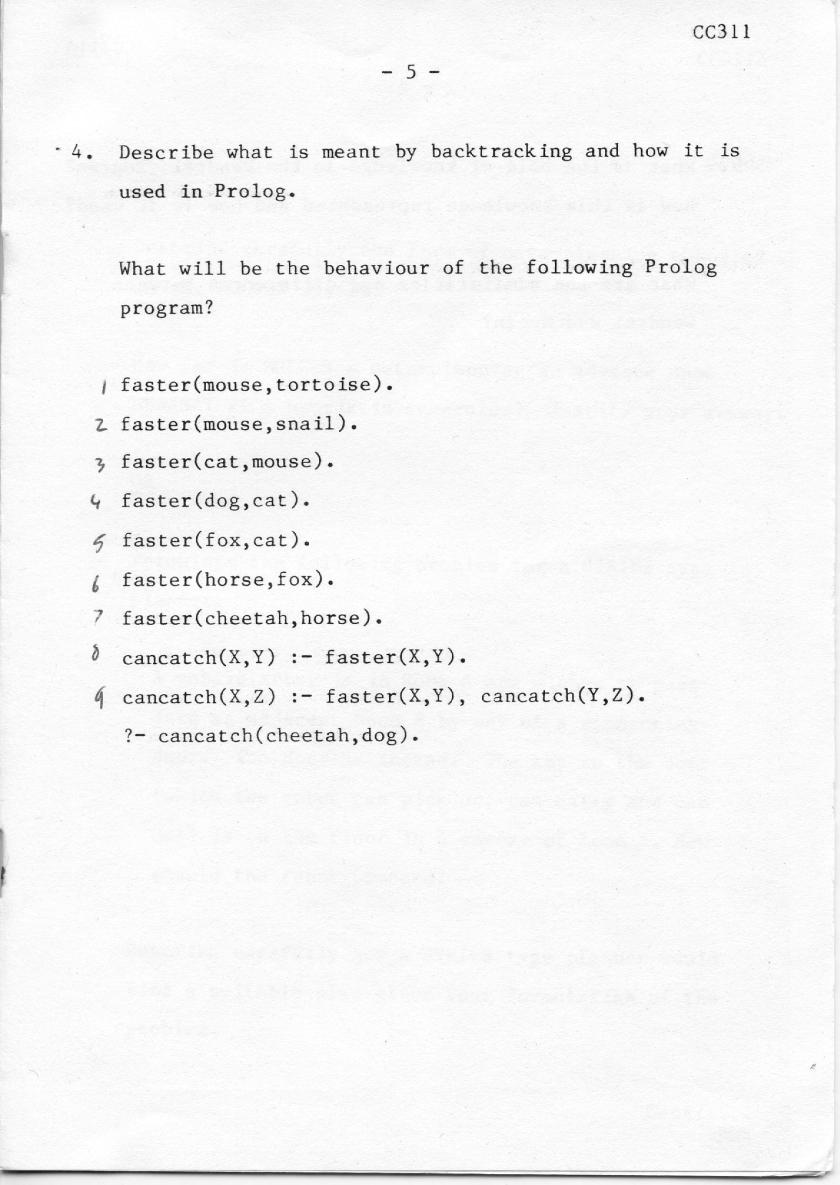 CC311
- 5 -
4. Describe what is meant by backtracking and how it is
used in Prolog.
What will be the behaviour of the following Prolog
program?
1 faster(mouse,tortoise).
2 faster(mouse,snail).
3 faster(cat,mouse).
4 faster(dog,cat).
5 faster(fox,cat).
6 faster(horse,fox).
7 faster(cheetah,horse).
8 cancatch(X,Y) :- faster(X,Y).
9 cancatch(X,Z) :- faster(X,Y), cancatch(Y,Z).
?- cancatch(cheetah,dog).